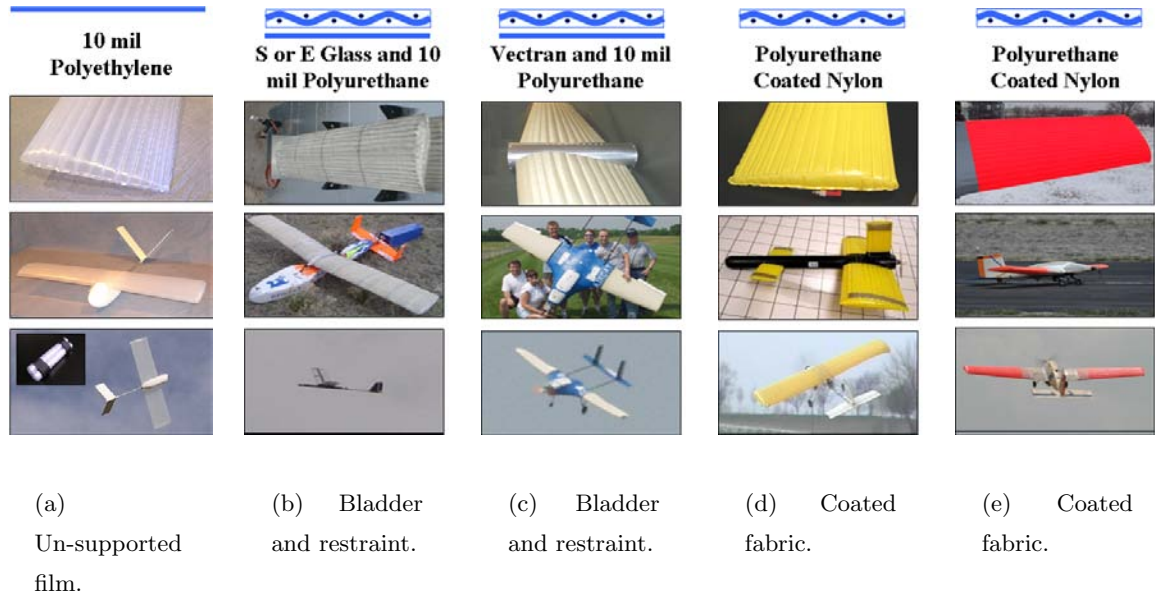 10 mil
Polyethylene
S or E Glass and 10
mil Polyurethane
Vectran and 10 mil
Polyurethane
Polyurethane
Coated Nylon
Polyurethane
Coated Nylon
(a)
Un-supported
film.
(b) Bladder
and restraint.
(c) Bladder
and restraint.
(d) Coated
fabric.
(e) Coated
fabric.